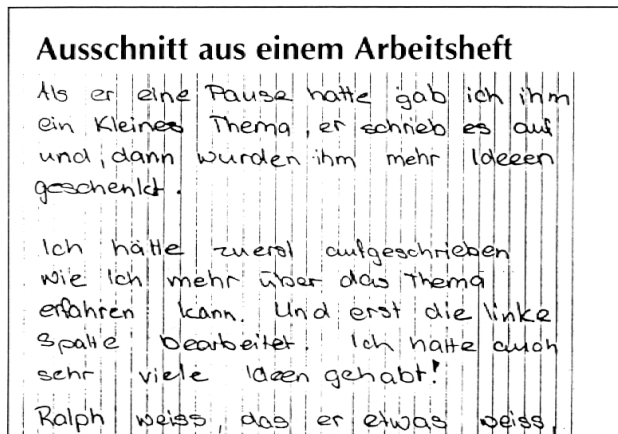 Ausschnitt aus einem Arbeitsheft
Als er eine Pause hatte gab ich ihm
ein kleines Thema, er schrieb es auf
und, dann wurden ihm mehr Ideeen
geschenkt.
Ich hätte zuerst aufgeschrieben
wie ich mehr über das Thema
erfahren kann. Und erst die linke
Spalte bearbeitet. Ich hätte auch
sehr viele Ideen gehabt!
Ralph weiss, das er etwas weiss,